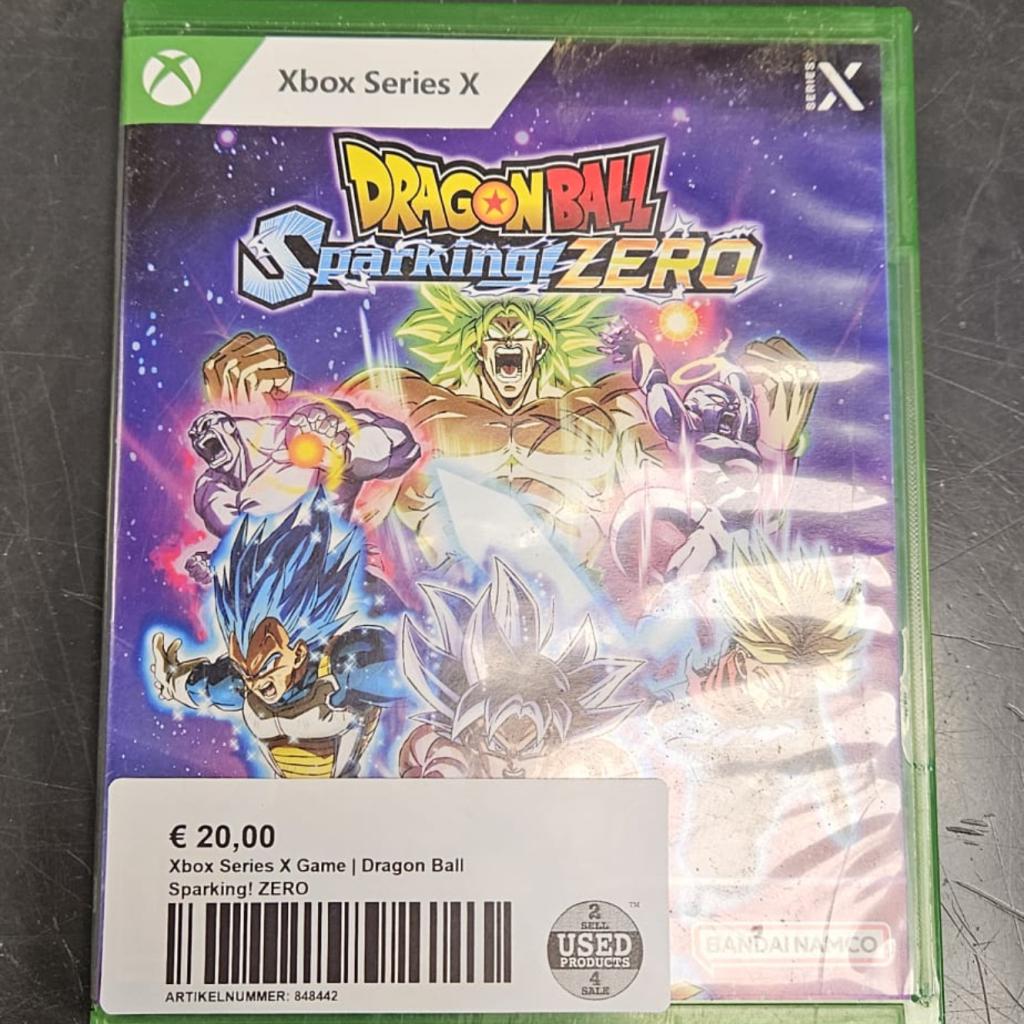 Xbox Series X
SERIES X
DRAGON BALL
Sparking! ZERO
€ 20,00
Xbox Series X Game | Dragon Ball
Sparking! ZERO
ARTIKELNUMMER: 848442
2
SELL
USED
PRODUCTS
4
SALE
TM
BANDAI NAMCO